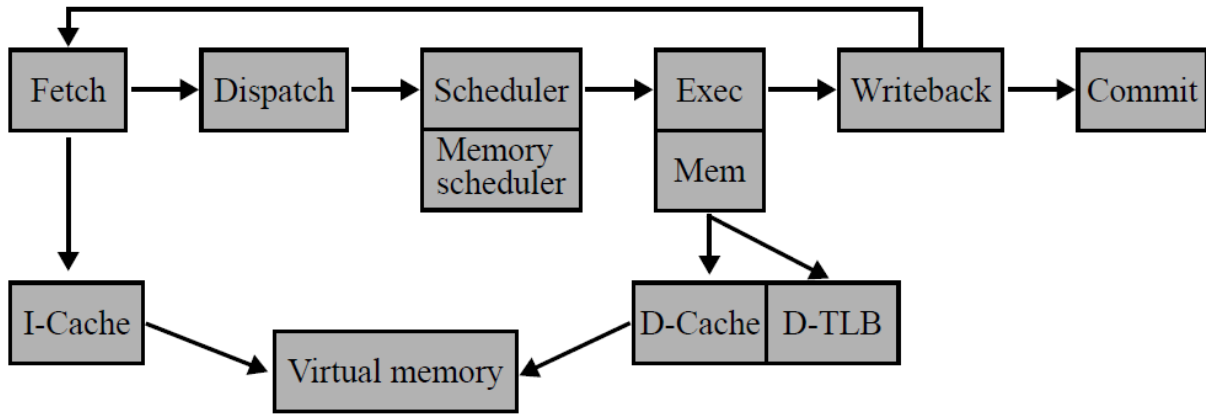 Fetch
Dispatch
Scheduler
Exec
Writeback
Commit
Memory
scheduler
Mem
I-Cache
D-Cache
D-TLB
Virtual memory